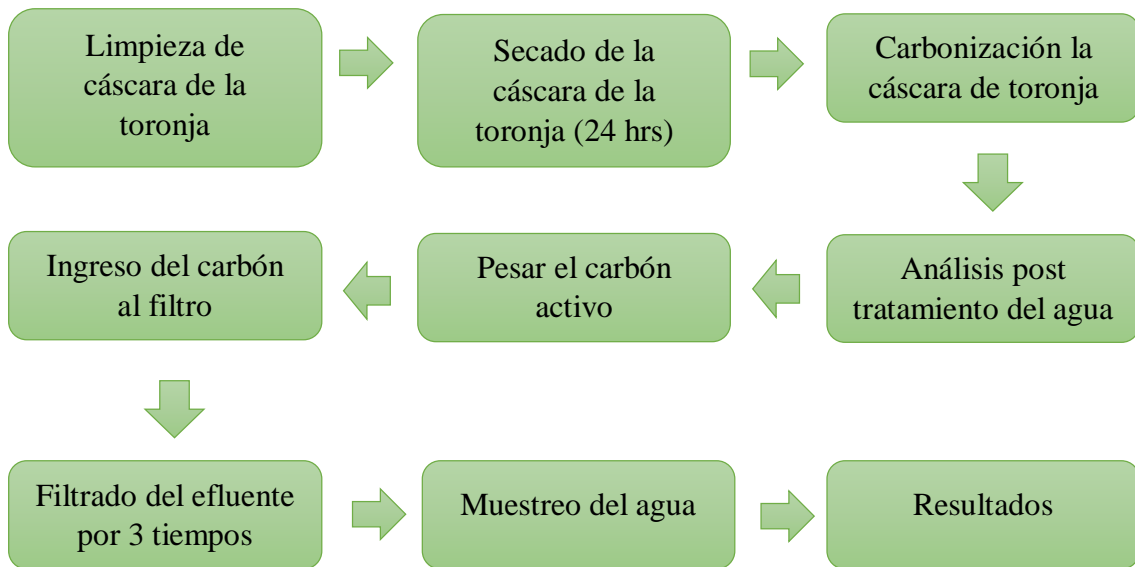 Limpieza de
cáscara de la
toronja
Secado de la
cáscara de la
toronja (24 hrs)
Carbonización la
cáscara de toronja
Análisis post
tratamiento del agua
Pesar el carbón
activo
Ingreso del carbón
al filtro
Filtrado del efluente
por 3 tiempos
Muestreo del agua
Resultados